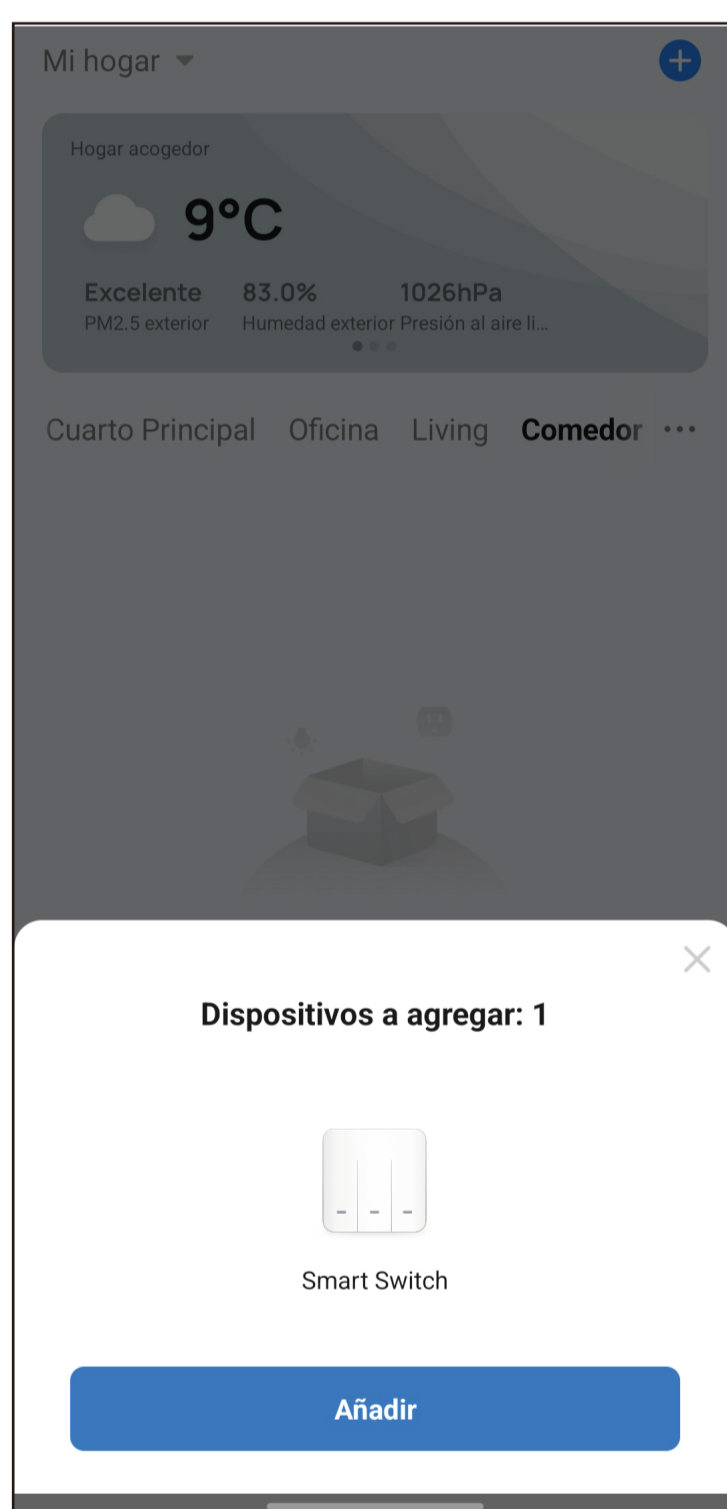 Mi hogar
Hogar acogedor
9°C
Excelente 83.0% 1026hPa
PM2.5 exterior Humedad exterior Presión al aire li...
Cuarto Principal Oficina Living Comedor ...
Dispositivos a agregar: 1
Smart Switch
Añadir